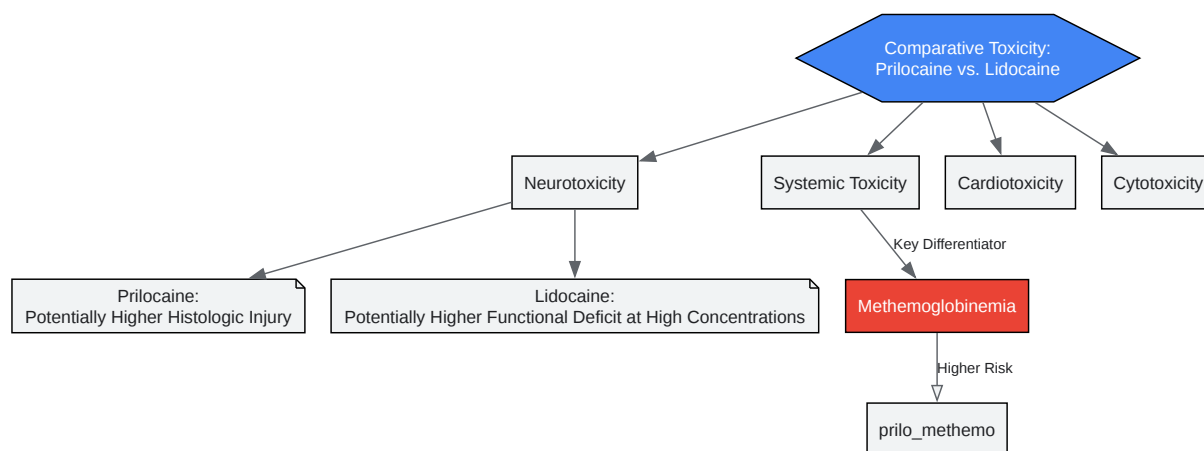 Comparative Toxicity:
Prilocaine vs. Lidocaine
Neurotoxicity
Systemic Toxicity
Cardiotoxicity
Cytotoxicity
Key Differentiator
Prilocaine:
Potentially Higher Histologic Injury
Lidocaine:
Potentially Higher Functional Deficit at High Concentrations
Methemoglobinemia
Higher Risk
prilo_methemo